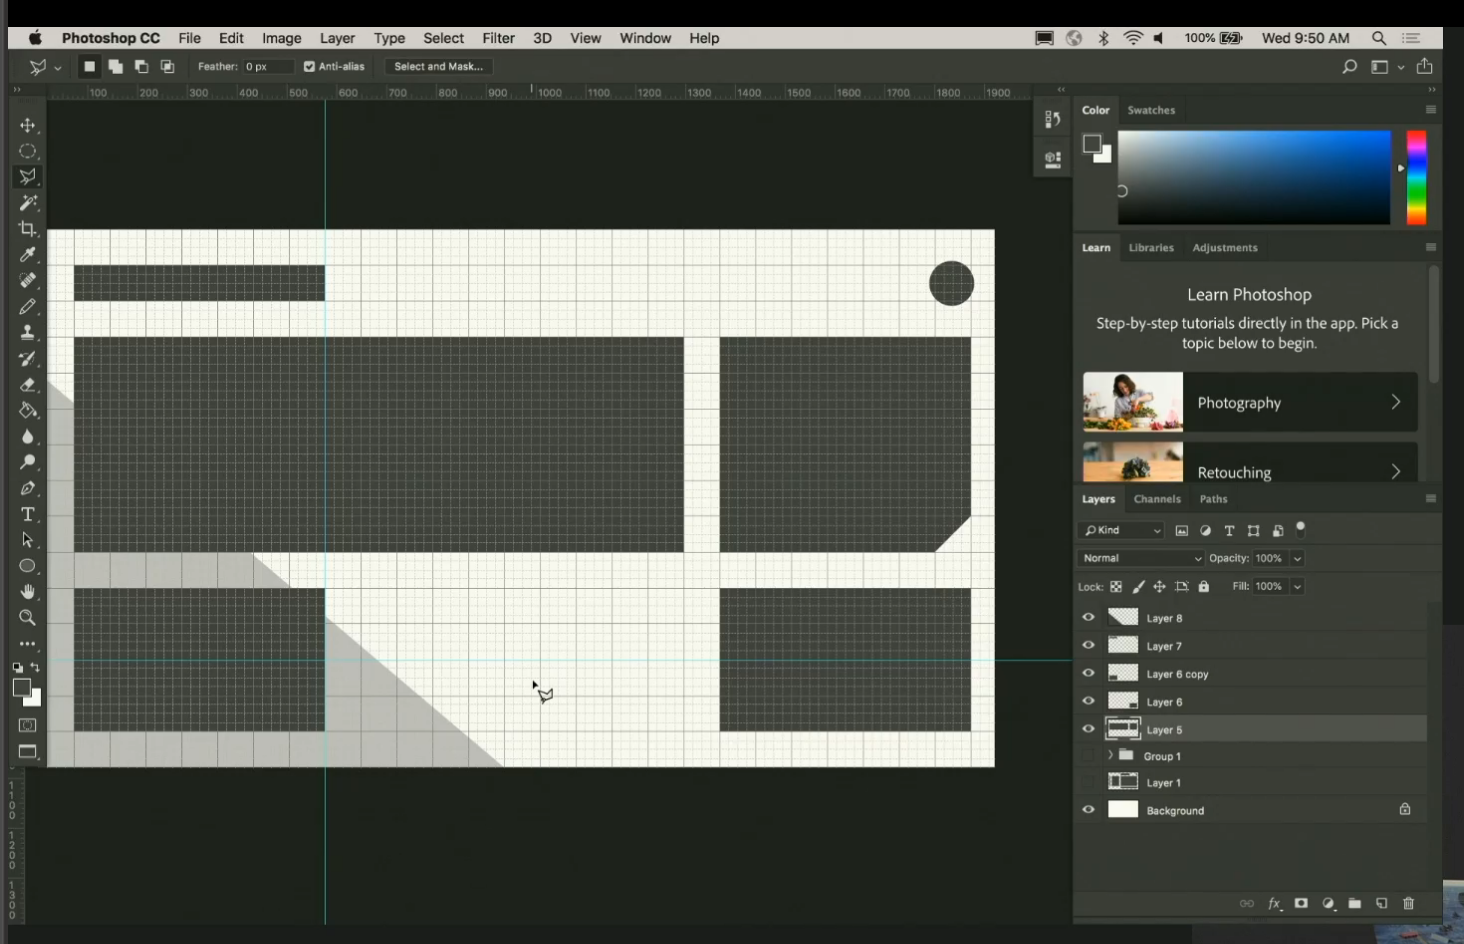 Photoshop CC File Edit Image Layer Type Select Filter 3D View Window Help 100% Wed 9:50 AM
Feather: 0 px Anti-alias Select and Mask...
100 200 300 400 500 600 700 800 900 1000 1100 1200 1300 1400 1500 1600 1700 1800 1900
Color Swatches
Learn Libraries Adjustments
Learn Photoshop
Step-by-step tutorials directly in the app. Pick a
topic below to begin.
Photography
Retouching
Layers Channels Paths
Kind
Normal Opacity: 100%
Lock: Fill: 100%
Layer 8
Layer 7
Layer 6 copy
Layer 6
Layer 5
Group 1
Layer 1
Background
fx
1100
1200
1300